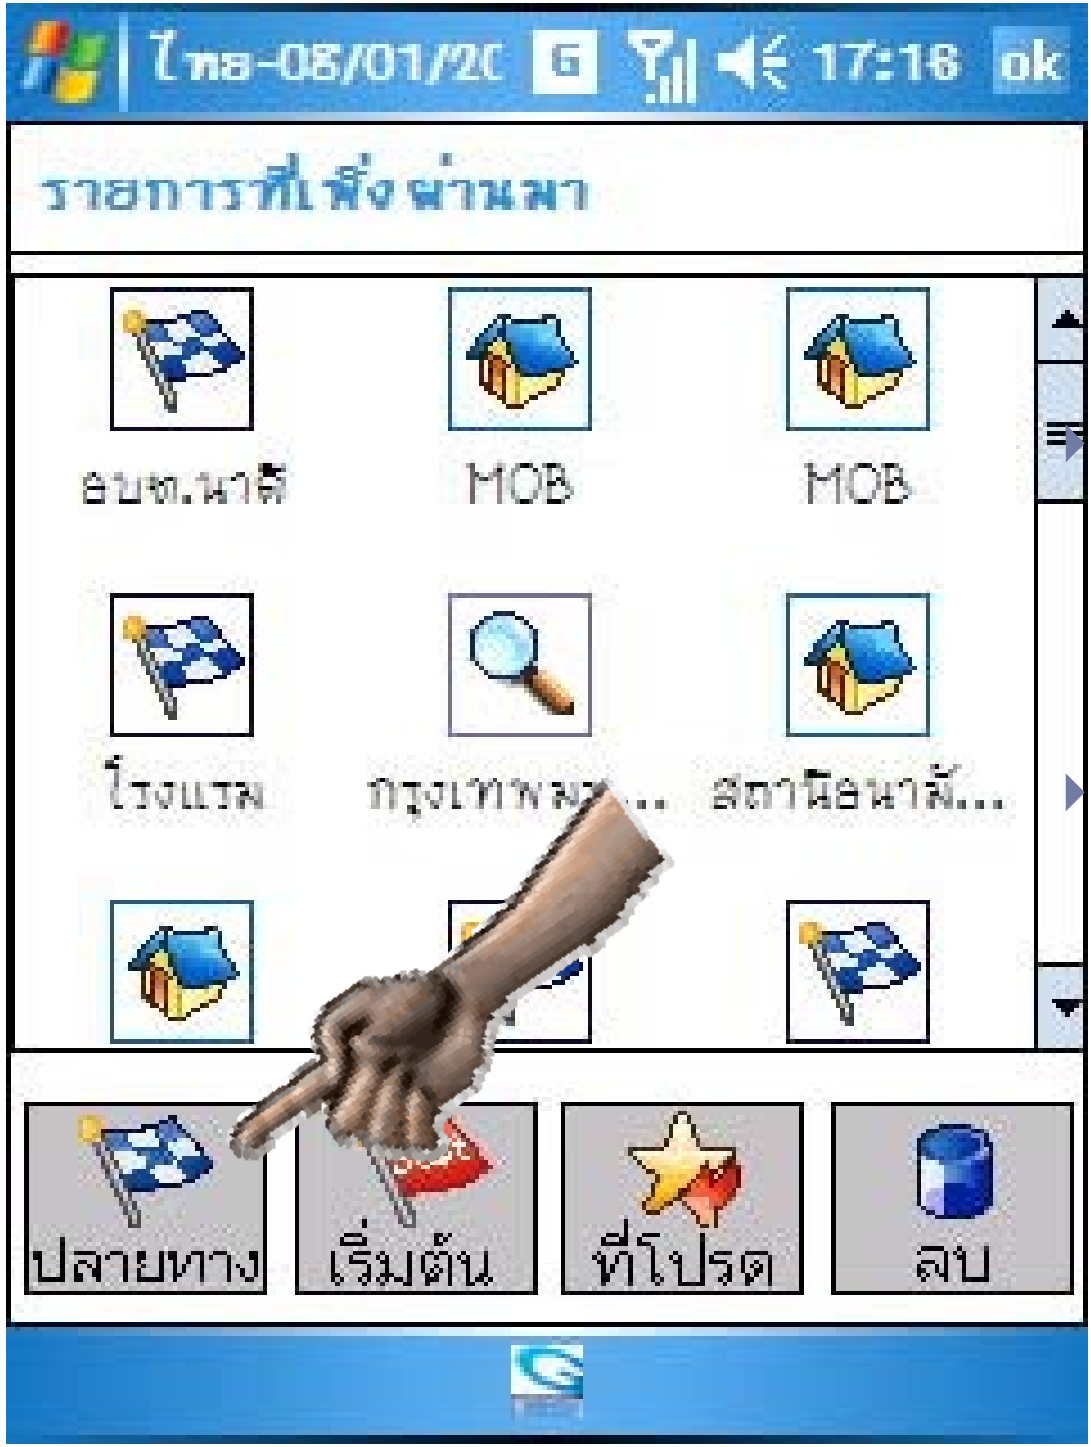 ไทย-08/01/20 G 17:16 ok
รายการที่เพิ่งผ่านมา
อบต.นาดี MOB MOB
โรงแรม กรุงเทพมห... สถานีอนามั...
ปลายทาง เริ่มต้น ที่โปรด ลบ